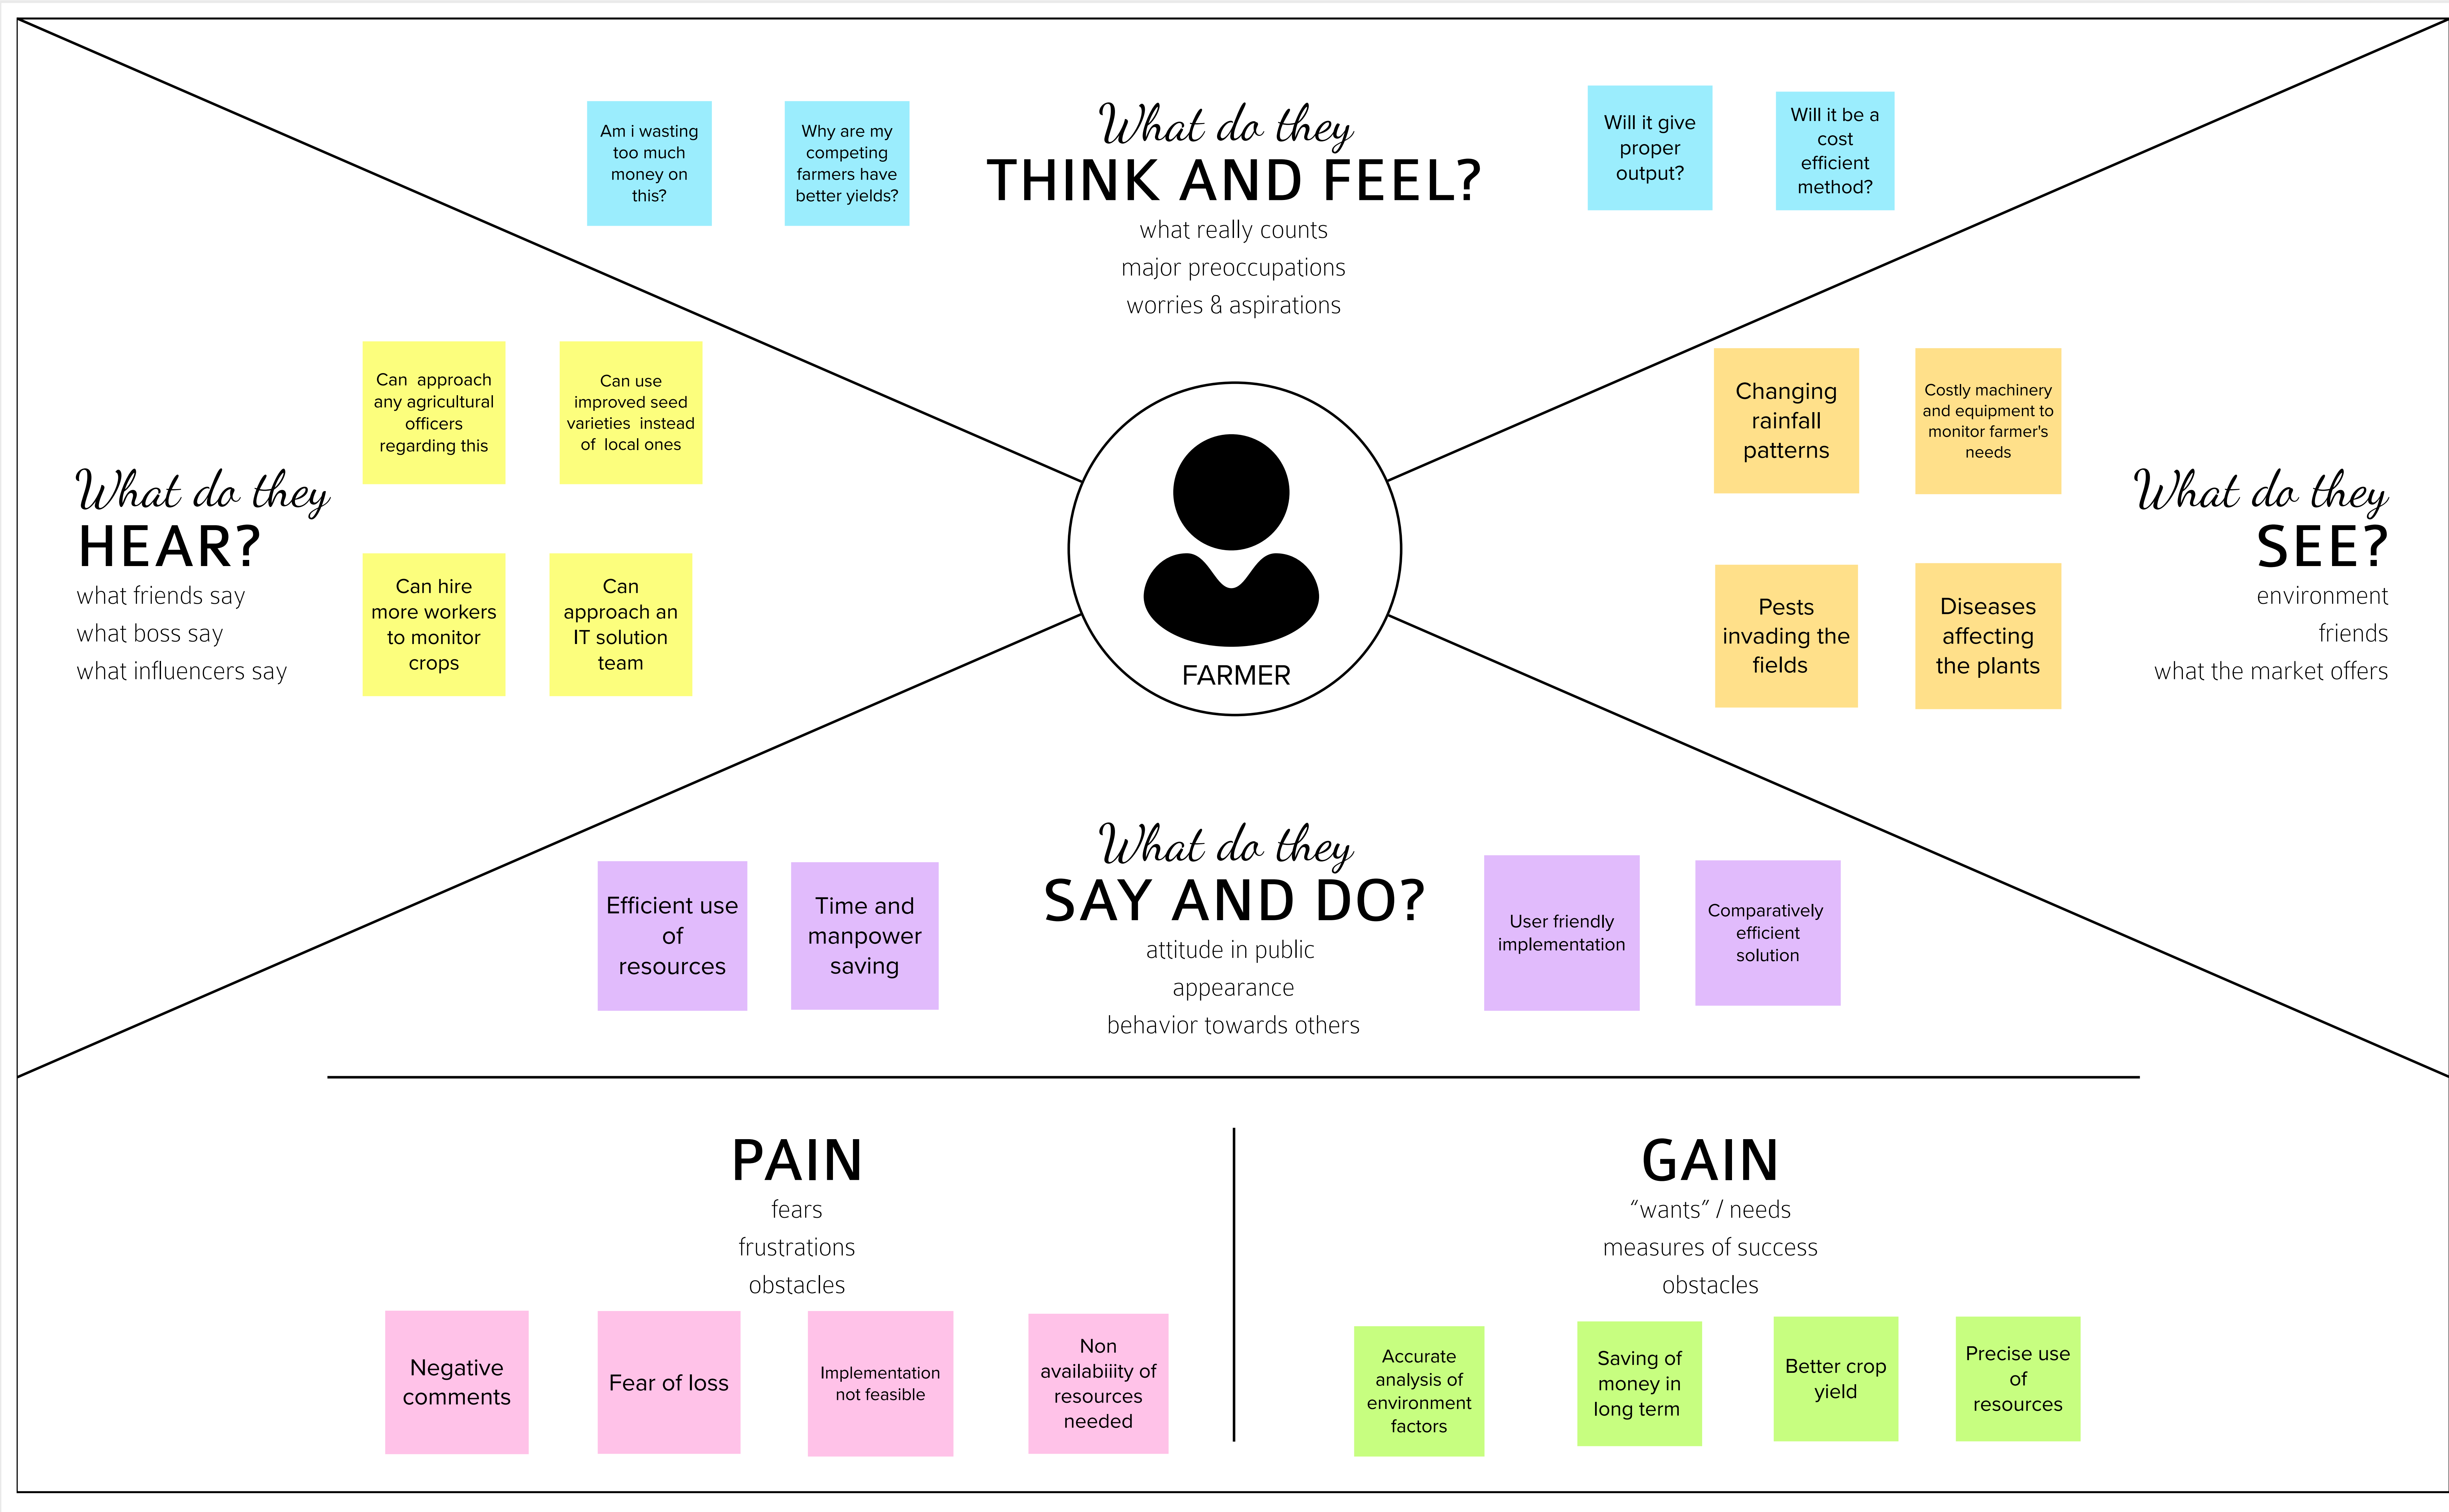 What do they
THINK AND FEEL?
what really counts
major preoccupations
worries & aspirations
Am i wasting
too much
money on
this?
Why are my
competing
farmers have
better yields?
Will it give
proper
output?
Will it be a
cost
efficient
method?
What do they
HEAR?
what friends say
what boss say
what influencers say
Can approach
any agricultural
officers
regarding this
Can use
improved seed
varieties instead
of local ones
Can hire
more workers
to monitor
crops
Can
approach an
IT solution
team
FARMER
Changing
rainfall
patterns
Costly machinery
and equipment to
monitor farmer's
needs
Pests
invading the
fields
Diseases
affecting
the plants
What do they
SEE?
environment
friends
what the market offers
What do they
SAY AND DO?
attitude in public
appearance
behavior towards others
Efficient use
of
resources
Time and
manpower
saving
User friendly
implementation
Comparatively
efficient
solution
PAIN
fears
frustrations
obstacles
Negative
comments
Fear of loss
Implementation
not feasible
Non
availabiiity of
resources
needed
GAIN
“wants” / needs
measures of success
obstacles
Accurate
analysis of
environment
factors
Saving of
money in
long term
Better crop
yield
Precise use
of
resources